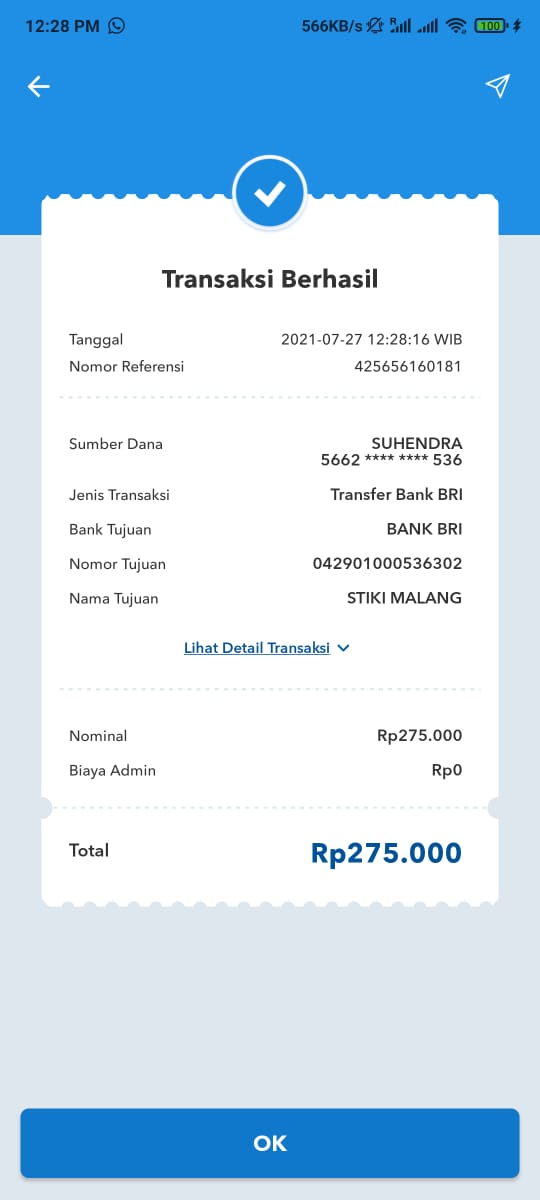 12:28 PM 566KB/s R 100
Transaksi Berhasil
Tanggal 2021-07-27 12:28:16 WIB
Nomor Referensi 425656160181
Sumber Dana SUHENDRA
5662 **** **** 536
Jenis Transaksi Transfer Bank BRI
Bank Tujuan BANK BRI
Nomor Tujuan 042901000536302
Nama Tujuan STIKI MALANG
Lihat Detail Transaksi
Nominal Rp275.000
Biaya Admin Rp0
Total Rp275.000
OK